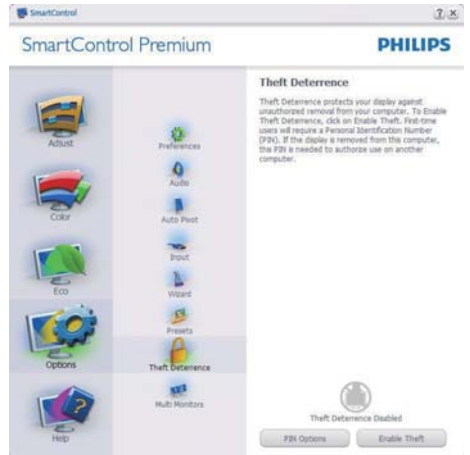 SmartControl
? x
SmartControl Premium
PHILIPS
Adjust
Color
Eco
Options
Help
Preferences
Audio
Auto Pivot
Input
Wizard
Presets
Theft Deterrence
Multi Monitors
Theft Deterrence
Theft Deterrence protects your display against
unauthorized removal from your computer. To Enable
Theft Deterrence, click on Enable Theft. First-time
users will require a Personal Identification Number
(PIN). If the display is removed from this computer,
this PIN is needed to authorize use on another
computer.
Theft Deterrence Disabled
PIN Options
Enable Theft